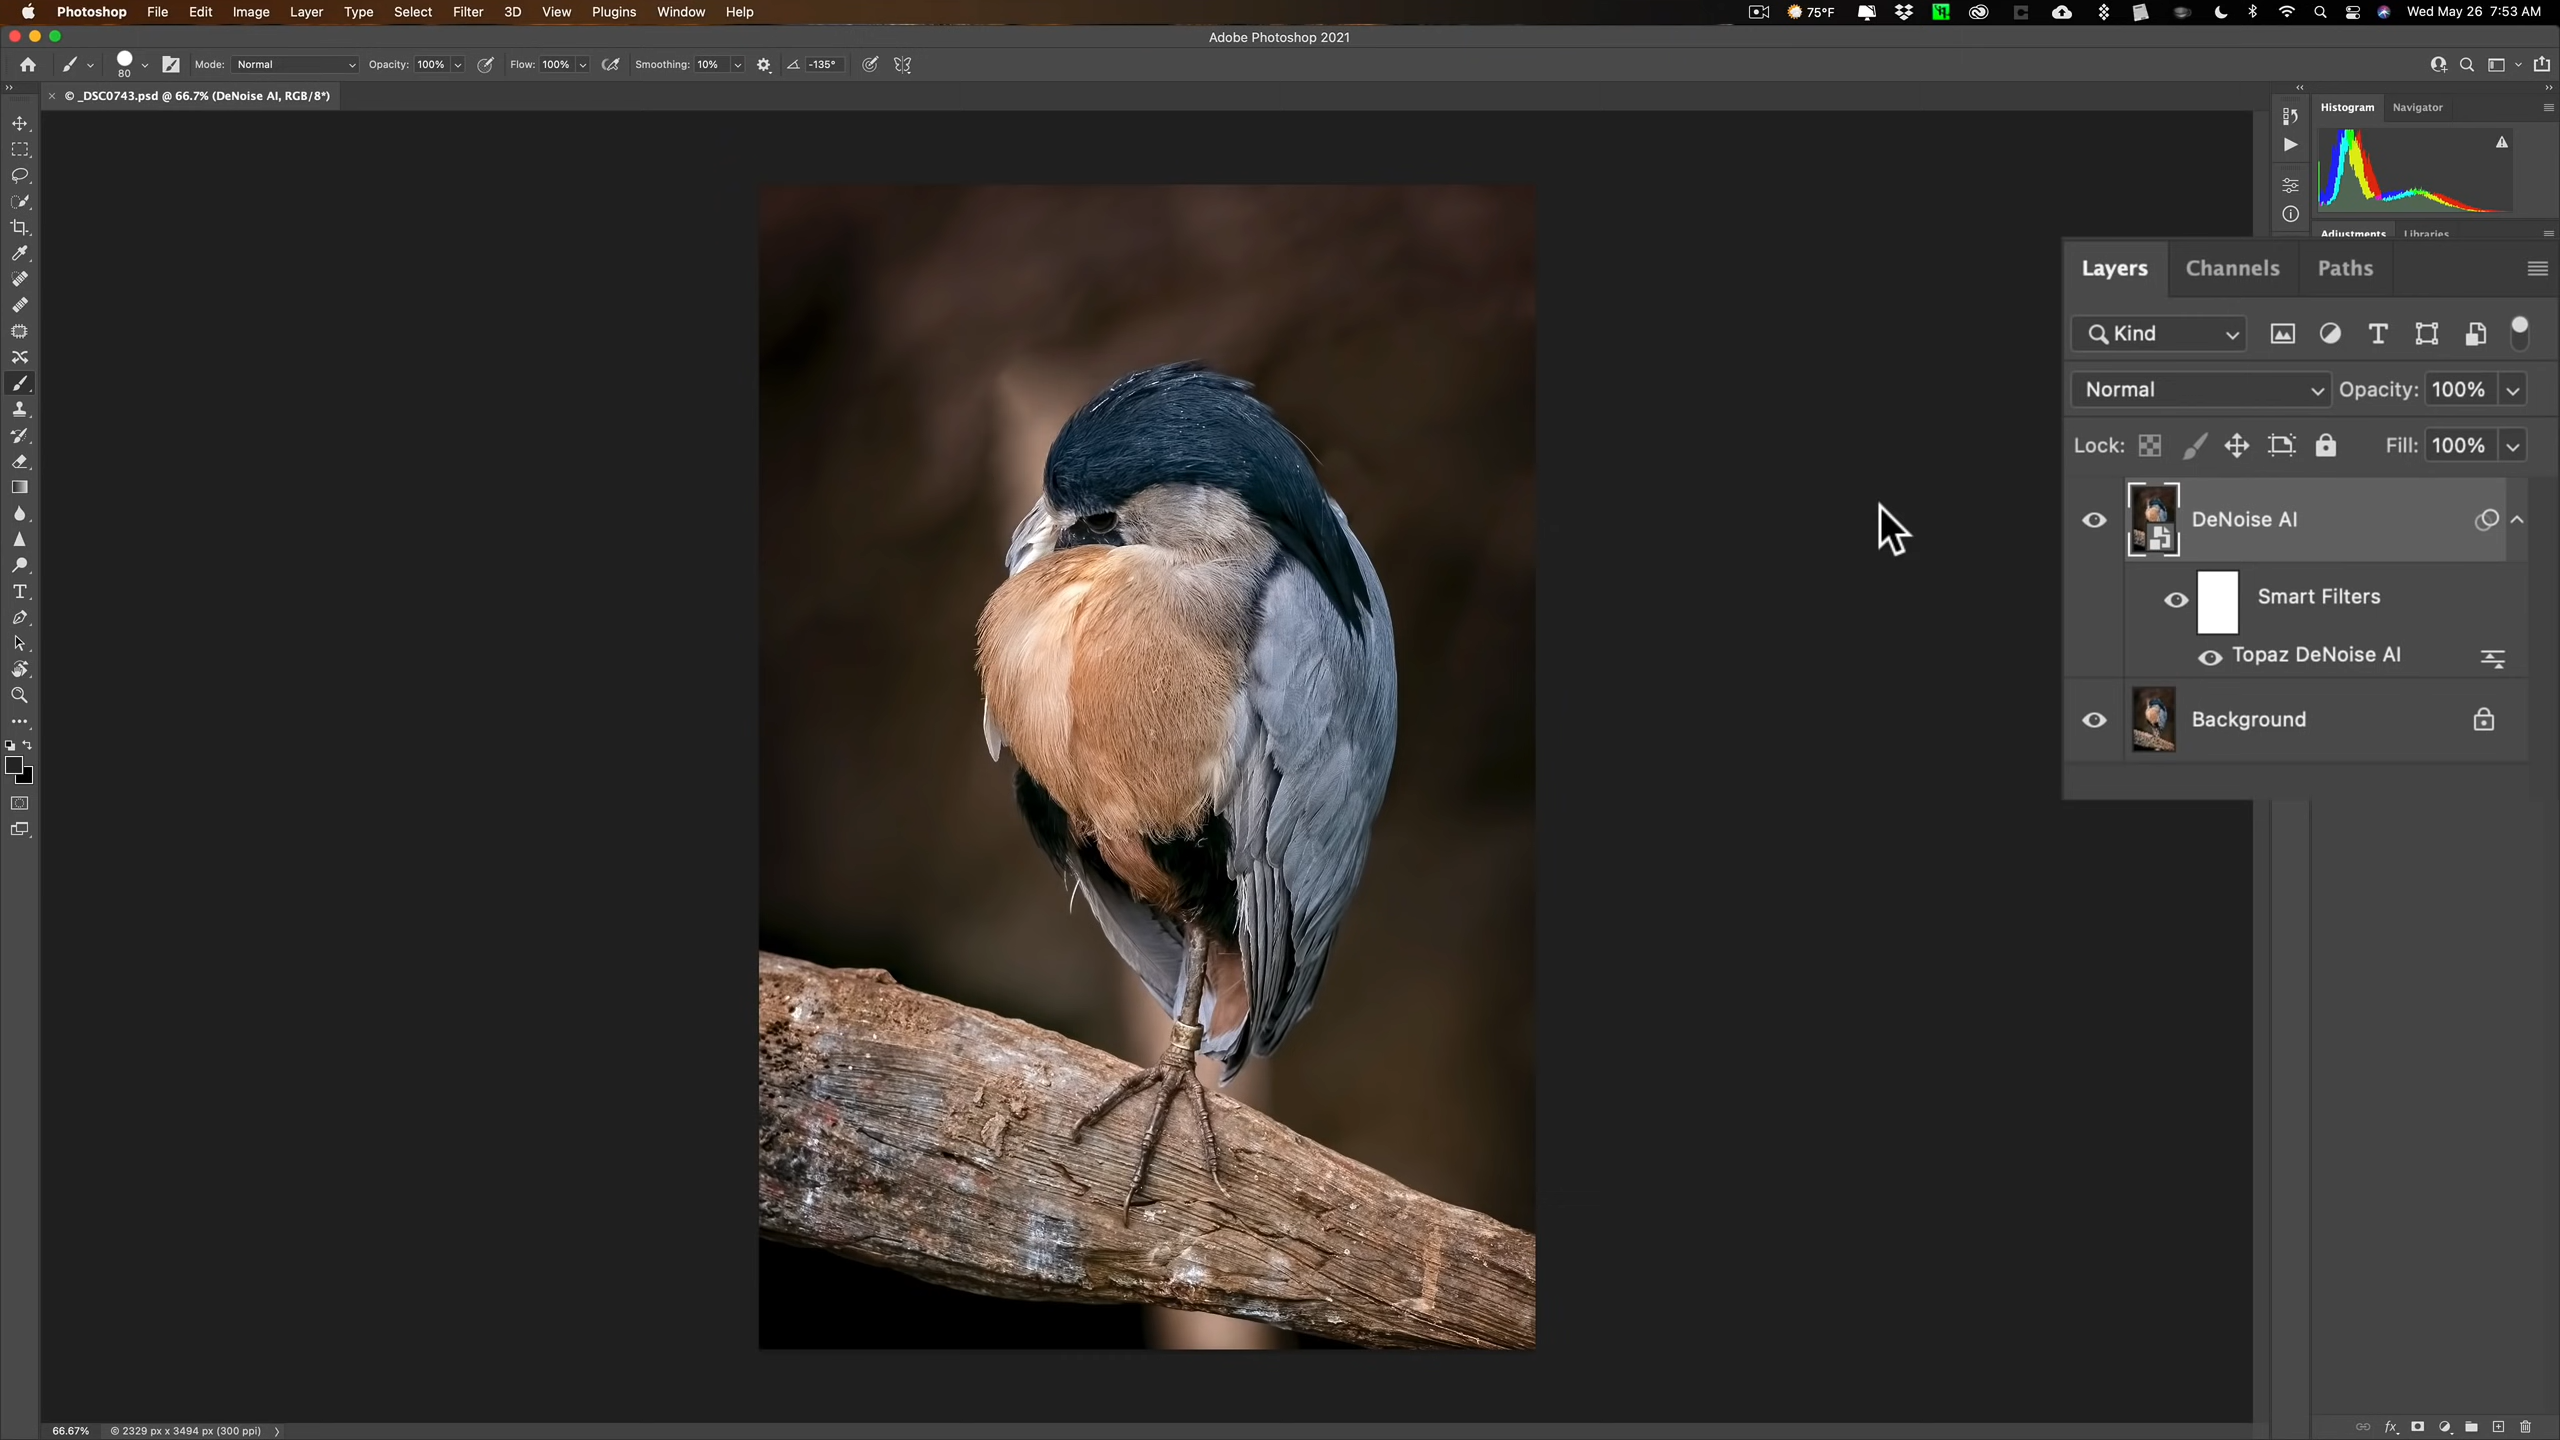 Photoshop File Edit Image Layer Type Select Filter 3D View Plugins Window Help 75°F Wed May 26 7:53 AM
Adobe Photoshop 2021
80 Mode: Normal Opacity: 100% Flow: 100% Smoothing: 10% -135°
© _DSC0743.psd @ 66.7% (DeNoise AI, RGB/8*)
Histogram Navigator
Adjustments Libraries
Layers Channels Paths
Kind
Normal Opacity: 100%
Lock: Fill: 100%
DeNoise AI
Smart Filters
Topaz DeNoise AI
Background
66.67% © 2329 px x 3494 px (300 ppi)